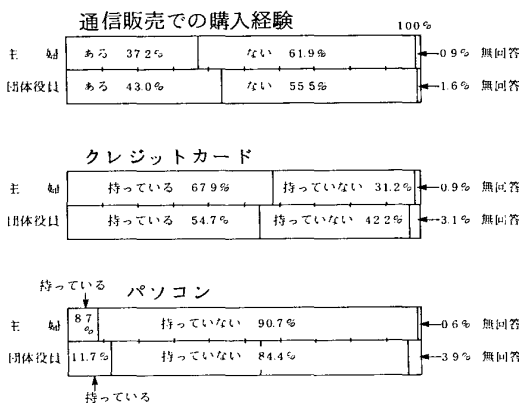 通信販売での購入経験
100%
主 婦 ある 37.2% ない 61.9% 0.9% 無回答
団体役員 ある 43.0% ない 55.5% 1.6% 無回答
クレジットカード
主 婦 持っている 67.9% 持っていない 31.2% 0.9% 無回答
団体役員 持っている 54.7% 持っていない 42.2% 3.1% 無回答
持っている
パソコン
主 婦 8.7% 持っていない 90.7% 0.6% 無回答
団体役員 11.7% 持っていない 84.4% 3.9% 無回答
持っている